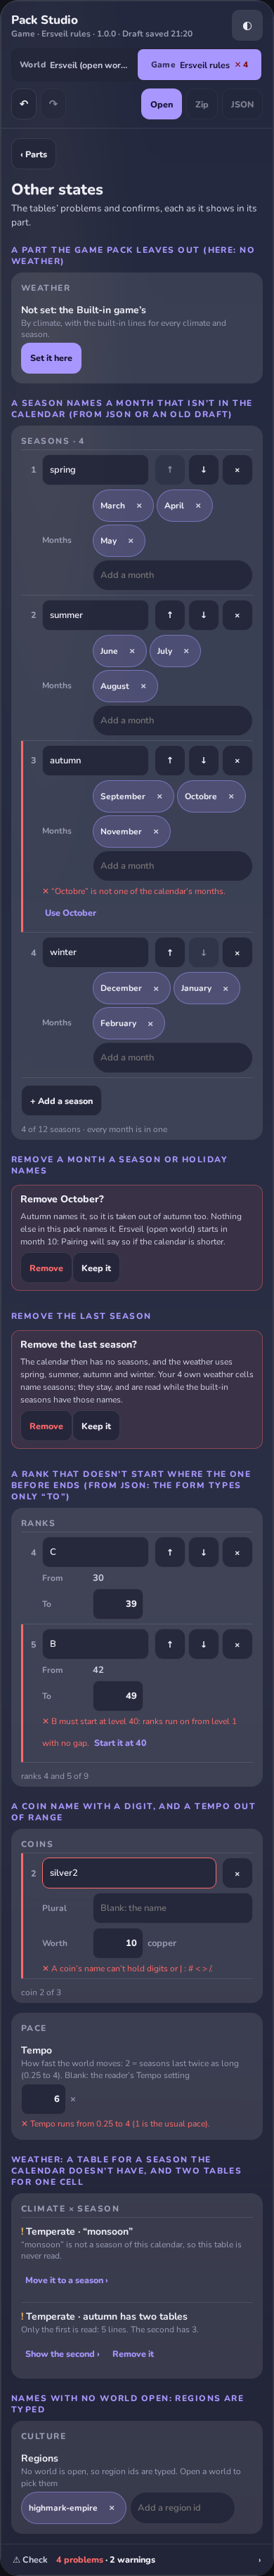 Pack Studio
Game · Ersveil rules · 1.0.0 · Draft saved 21:20
World Ersveil (open wor…
Game Ersveil rules × 4
Open
Zip
JSON
‹ Parts
Other states
The tables' problems and confirms, each as it shows in its
part.
A PART THE GAME PACK LEAVES OUT (HERE: NO
WEATHER)
WEATHER
Not set: the Built-in game's
By climate, with the built-in lines for every climate and
season.
Set it here
A SEASON NAMES A MONTH THAT ISN'T IN THE
CALENDAR (FROM JSON OR AN OLD DRAFT)
SEASONS · 4
1 spring ↑ ↓ ×
March × April ×
Months May ×
Add a month
2 summer ↑ ↓ ×
June × July ×
Months August ×
Add a month
3 autumn ↑ ↓ ×
September × Octobre ×
Months November ×
Add a month
× “Octobre” is not one of the calendar's months.
Use October
4 winter ↑ ↓ ×
December × January ×
Months February ×
Add a month
+ Add a season
4 of 12 seasons · every month is in one
REMOVE A MONTH A SEASON OR HOLIDAY
NAMES
Remove October?
Autumn names it, so it is taken out of autumn too. Nothing
else in this pack names it. Ersveil (open world) starts in
month 10: Pairing will say so if the calendar is shorter.
Remove Keep it
REMOVE THE LAST SEASON
Remove the last season?
The calendar then has no seasons, and the weather uses
spring, summer, autumn and winter. Your 4 own weather cells
name seasons; they stay, and are read while the built-in
seasons have those names.
Remove Keep it
A RANK THAT DOESN'T START WHERE THE ONE
BEFORE ENDS (FROM JSON: THE FORM TYPES
ONLY “TO”)
RANKS
4 C ↑ ↓ ×
From 30
To 39
5 B ↑ ↓ ×
From 42
To 49
× B must start at level 40: ranks run on from level 1
with no gap. Start it at 40
ranks 4 and 5 of 9
A COIN NAME WITH A DIGIT, AND A TEMPO OUT
OF RANGE
COINS
2 silver2 ×
Plural Blank: the name
Worth 10 copper
× A coin's name can't hold digits or | : # < > /.
coin 2 of 3
PACE
Tempo
How fast the world moves: 2 = seasons last twice as long
(0.25 to 4). Blank: the reader's Tempo setting
6 ×
× Tempo runs from 0.25 to 4 (1 is the usual pace).
WEATHER: A TABLE FOR A SEASON THE
CALENDAR DOESN'T HAVE, AND TWO TABLES
FOR ONE CELL
CLIMATE × SEASON
! Temperate · “monsoon”
“monsoon” is not a season of this calendar, so this table is
never read.
Move it to a season ›
! Temperate · autumn has two tables
Only the first is read: 5 lines. The second has 3.
Show the second › Remove it
NAMES WITH NO WORLD OPEN: REGIONS ARE
TYPED
CULTURE
Regions
No world is open, so region ids are typed. Open a world to
pick them
highmark-empire × Add a region id
⚠ Check 4 problems · 2 warnings ›